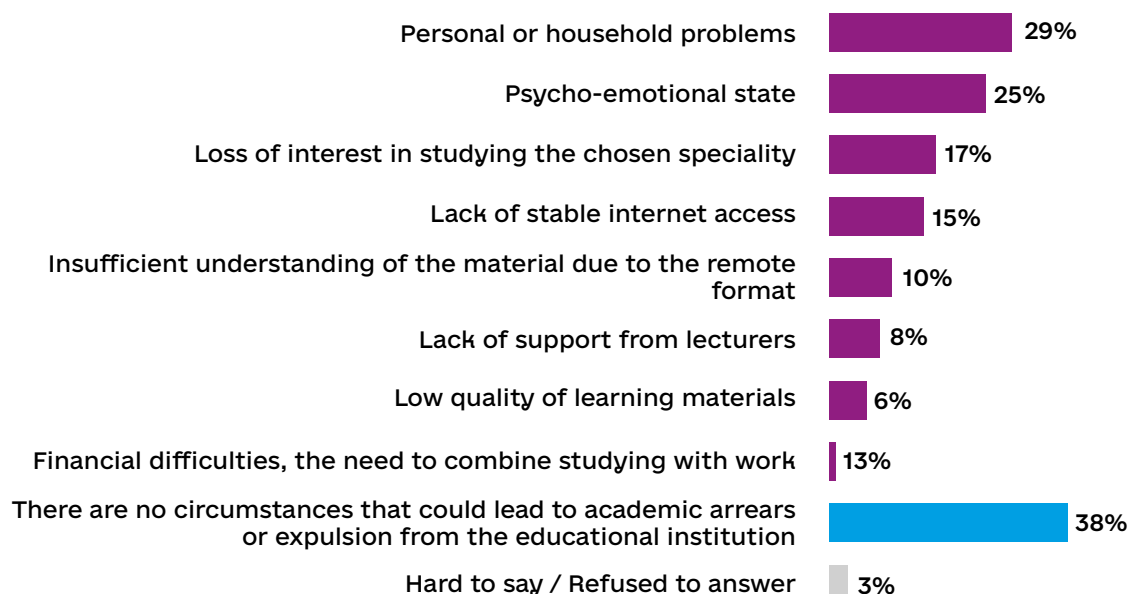 Personal or household problems 29%
Psycho-emotional state 25%
Loss of interest in studying the chosen speciality 17%
Lack of stable internet access 15%
Insufficient understanding of the material due to the remote
format 10%
Lack of support from lecturers 8%
Low quality of learning materials 6%
Financial difficulties, the need to combine studying with work 13%
There are no circumstances that could lead to academic arrears
or expulsion from the educational institution 38%
Hard to say / Refused to answer 3%